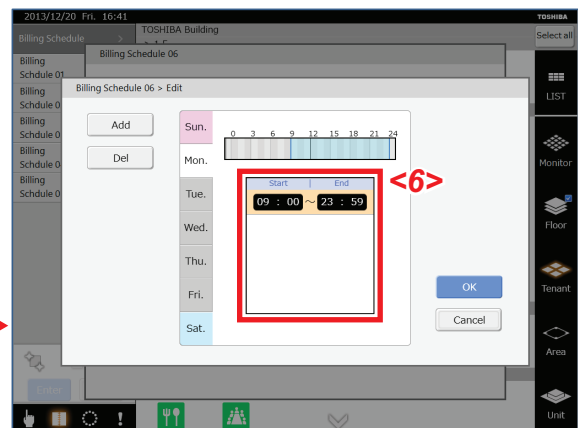 2013/12/20 Fri. 16:41
TOSHIBA
Billing Schedule >
TOSHIBA Building
Select all
Billing Schedule 06
Billing
Schdule 01
LIST
Billing
Schdule 0
Billing Schedule 06 > Edit
Billing
Schdule 0
Billing
Schdule 0
Billing
Schdule 0
Add
Del
Sun.
Mon.
Tue.
Wed.
Thu.
Fri.
Sat.
0 3 6 9 12 15 18 21 24
<6>
Start | End
09 : 00 ~ 23 : 59
OK
Cancel
Monitor
Floor
Tenant
Area
Unit
Enter